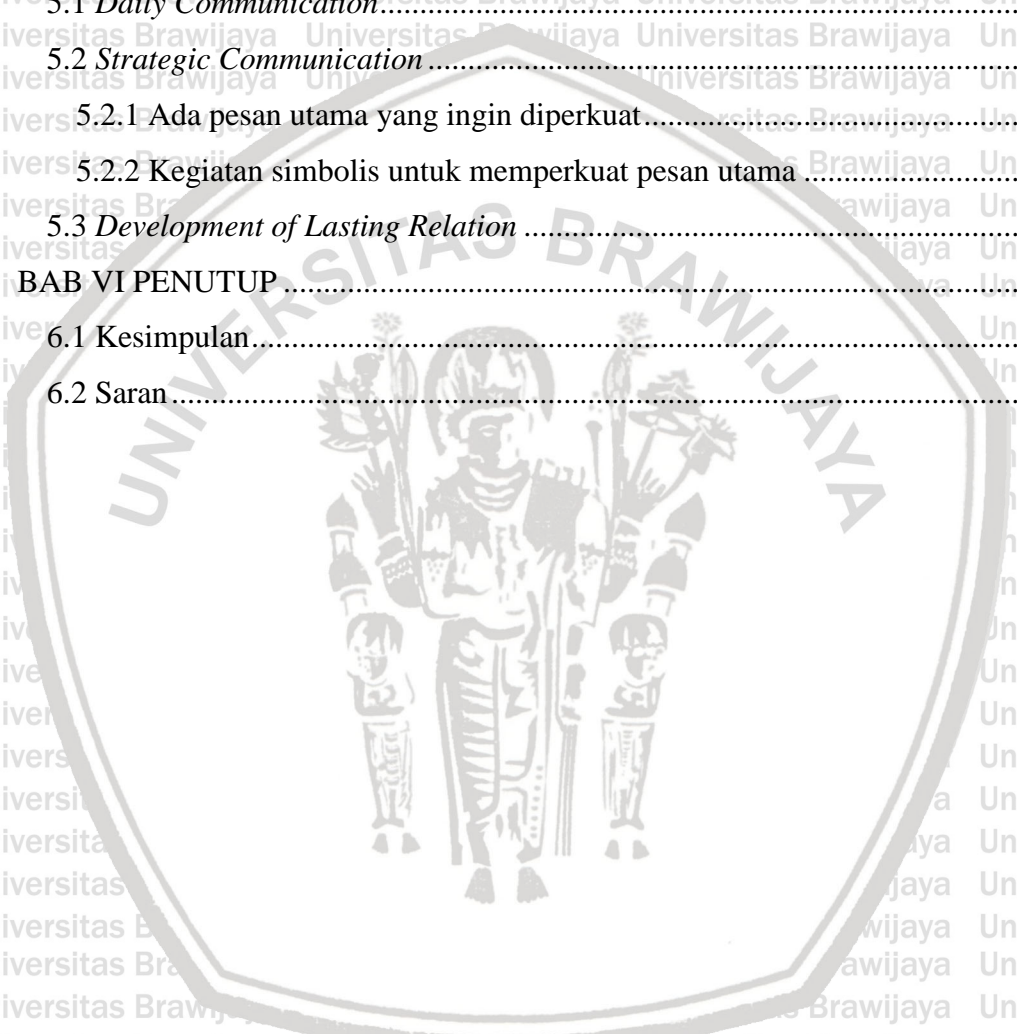 5.1 Daily Communication
5.2 Strategic Communication
5.2.1 Ada pesan utama yang ingin diperkuat
5.2.2 Kegiatan simbolis untuk memperkuat pesan utama
5.3 Development of Lasting Relation
BAB VI PENUTUP
6.1 Kesimpulan
6.2 Saran
UNIVERSITAS BRAWIJAYA